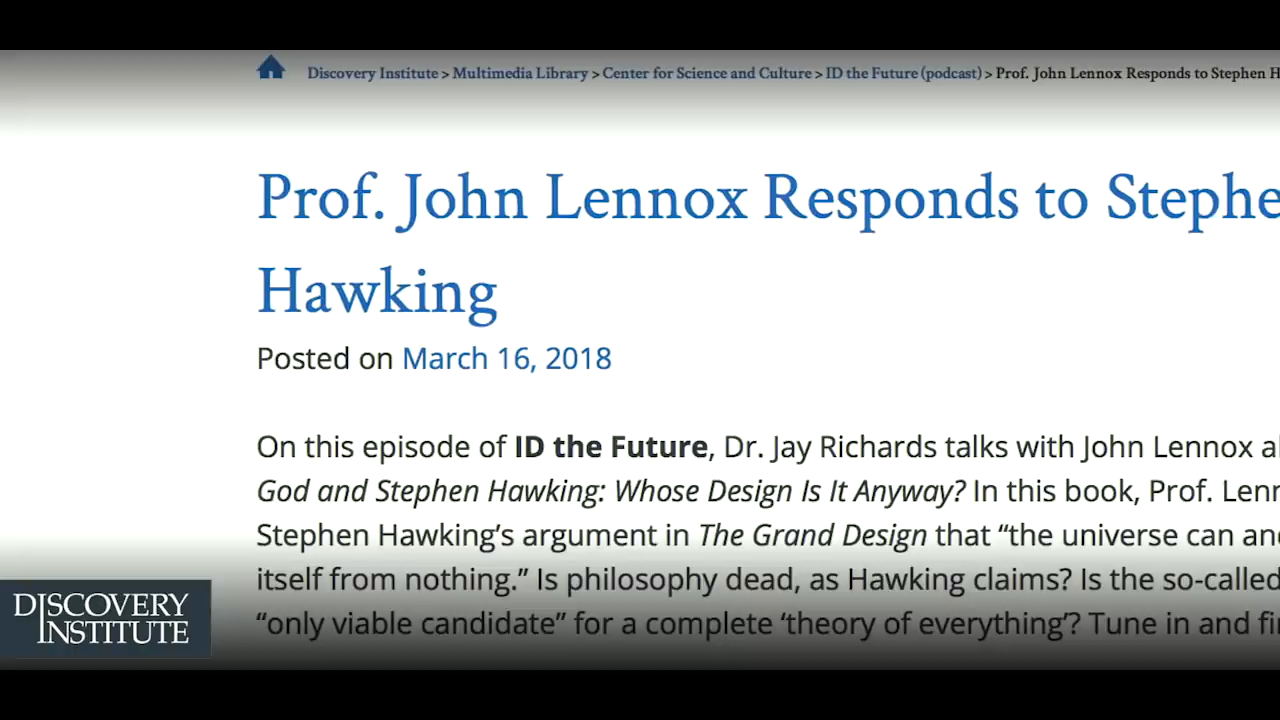 Discovery Institute > Multimedia Library > Center for Science and Culture > ID the Future (podcast) > Prof. John Lennox Responds to Stephen H
Prof. John Lennox Responds to Stephe
Hawking
Posted on March 16, 2018
On this episode of ID the Future, Dr. Jay Richards talks with John Lennox a
God and Stephen Hawking: Whose Design Is It Anyway? In this book, Prof. Lenn
Stephen Hawking’s argument in The Grand Design that “the universe can an
itself from nothing.” Is philosophy dead, as Hawking claims? Is the so-called
“only viable candidate” for a complete ‘theory of everything’? Tune in and fi
DISCOVERY
INSTITUTE